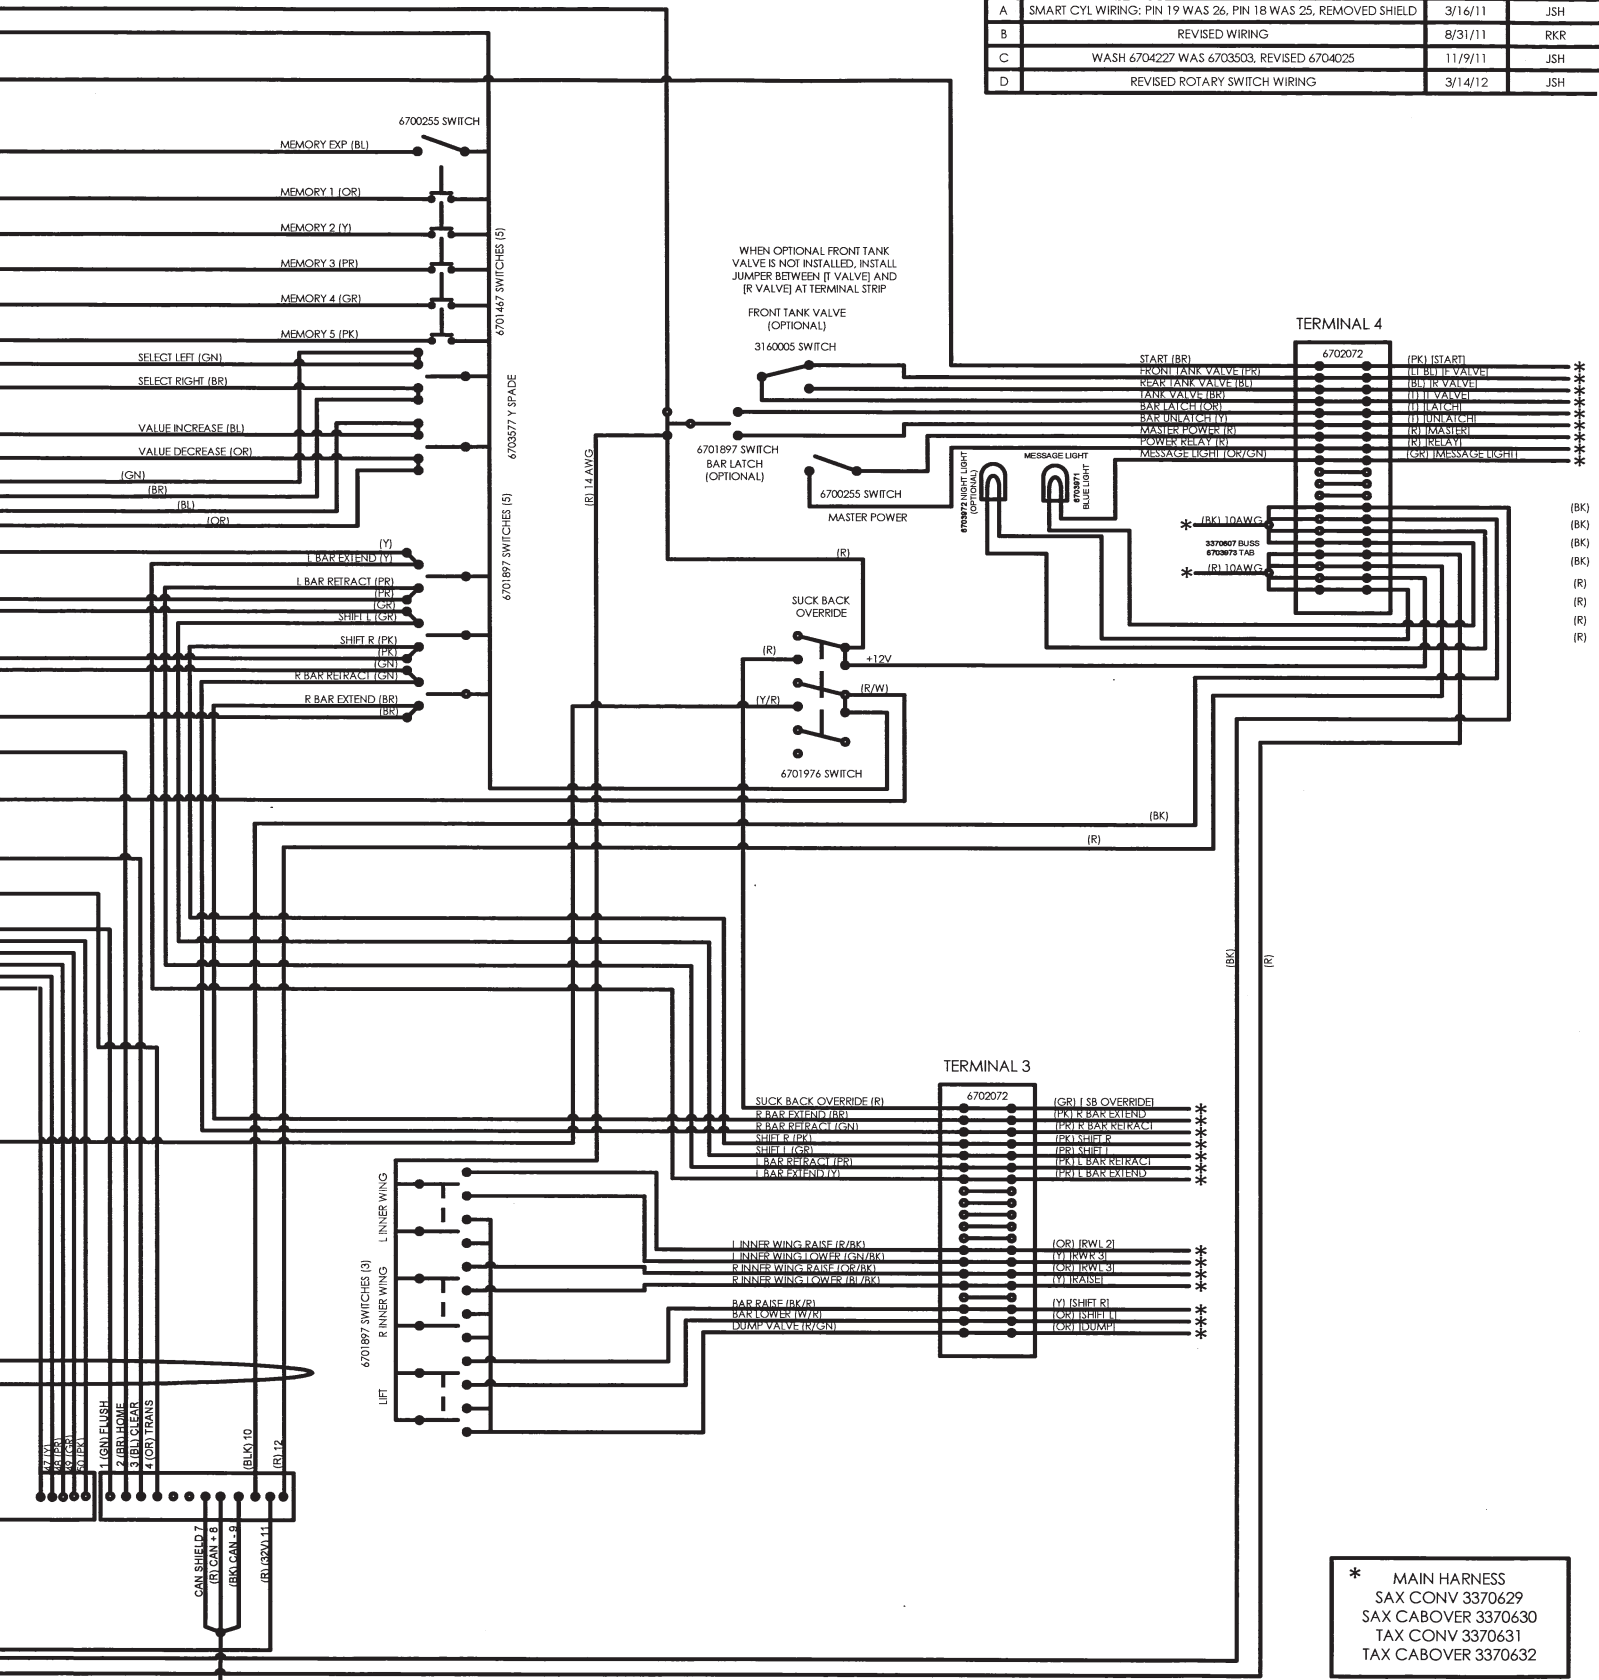 A SMART CYL WIRING: PIN 19 WAS 26, PIN 18 WAS 25, REMOVED SHIELD 3/16/11 JSH
B REVISED WIRING 8/31/11 RKR
C WASH 6704227 WAS 6703503, REVISED 6704025 11/9/11 JSH
D REVISED ROTARY SWITCH WIRING 3/14/12 JSH
6700255 SWITCH
MEMORY EXP (BL)
MEMORY 1 (OR)
MEMORY 2 (Y)
MEMORY 3 (PR)
MEMORY 4 (GR)
MEMORY 5 (PK)
6701467 SWITCHES (5)
SELECT LEFT (GN)
SELECT RIGHT (BR)
VALUE INCREASE (BL)
VALUE DECREASE (OR)
(GN)
(BR)
(BL)
(OR)
6703577 Y SPADE
6701897 SWITCHES (5)
(Y)
L BAR EXTEND (Y)
L BAR RETRACT (PR)
(PR)
(GR)
SHIFT L (GR)
SHIFT R (PK)
(PK)
(GN)
R BAR RETRACT (GN)
R BAR EXTEND (BR)
(BR)
(R) 14 AWG
WHEN OPTIONAL FRONT TANK
VALVE IS NOT INSTALLED, INSTALL
JUMPER BETWEEN [T VALVE] AND
[R VALVE] AT TERMINAL STRIP
FRONT TANK VALVE
(OPTIONAL)
3160005 SWITCH
6701897 SWITCH
BAR LATCH
(OPTIONAL)
6700255 SWITCH
MASTER POWER
6703972 NIGHT LIGHT
(OPTIONAL)
MESSAGE LIGHT
6703971
BLUE LIGHT
TERMINAL 4
6702072
START (BR)
FRONT TANK VALVE (PR)
REAR TANK VALVE (BL)
TANK VALVE (BR)
BAR LATCH (OR)
BAR UNLATCH (Y)
MASTER POWER (R)
POWER RELAY (R)
MESSAGE LIGHT (OR/GN)
(PK) [START] *
(LT BL) [F VALVE] *
(BL) [R VALVE] *
(T) [T VALVE] *
(T) [LATCH] *
(T) [UNLATCH] *
(R) [MASTER] *
(R) [RELAY] *
(GR) [MESSAGE LIGHT] *
* (BK) 10AWG
3370607 BUSS
6703973 TAB
* (R) 10AWG
(BK)
(BK)
(BK)
(BK)
(R)
(R)
(R)
(R)
(R)
SUCK BACK
OVERRIDE
(R)
+12V
(R/W)
(Y/R)
6701976 SWITCH
(BK)
(R)
(BK)
(R)
TERMINAL 3
6702072
SUCK BACK OVERRIDE (R)
R BAR EXTEND (BR)
R BAR RETRACT (GN)
SHIFT R (PK)
SHIFT L (GR)
L BAR RETRACT (PR)
L BAR EXTEND (Y)
(GR) [ SB OVERRIDE] *
(PK) R BAR EXTEND *
(PR) R BAR RETRACT *
(PK) SHIFT R *
(PR) SHIFT L *
(PK) L BAR RETRACT *
(PR) L BAR EXTEND *
L INNER WING RAISE (R/BK)
L INNER WING LOWER (GN/BK)
R INNER WING RAISE (OR/BK)
R INNER WING LOWER (BL/BK)
BAR RAISE (BK/R)
BAR LOWER (W/R)
DUMP VALVE (R/GN)
(OR) [RWL 2] *
(Y) [RWR 3] *
(OR) [RWL 3] *
(Y) [RAISE] *
(Y) [SHIFT R] *
(OR) [SHIFT L] *
(OR) [DUMP] *
6701897 SWITCHES (3)
L INNER WING
R INNER WING
LIFT
47 (Y)
48 (PR)
49 (GR)
50 (PK)
1 (GN) FLUSH
2 (BR) HOME
3 (BL) CLEAR
4 (OR) TRANS
(BLK) 10
(R) 12
CAN SHIELD 7
(R) CAN + 8
(BK) CAN - 9
(R) (32V) 11
* MAIN HARNESS
SAX CONV 3370629
SAX CABOVER 3370630
TAX CONV 3370631
TAX CABOVER 3370632